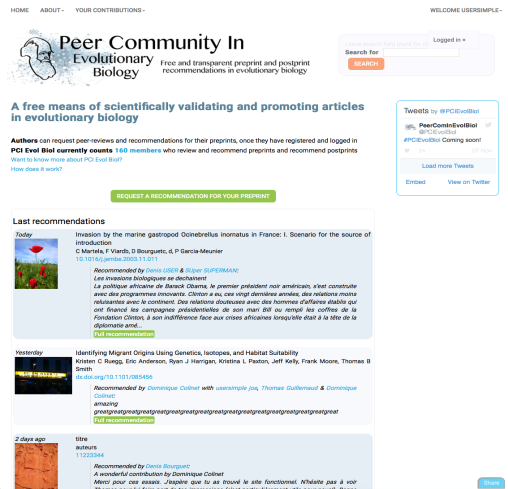 HOME ABOUT- YOUR CONTRIBUTIONS- WELCOME USERSIMPLE-
Logged in ×
Peer Community In
Evolutionary
Biology
Free and transparent preprint and postprint
recommendations in evolutionary biology
Search for
SEARCH
A free means of scientifically validating and promoting articles
in evolutionary biology
Authors can request peer-reviews and recommendations for their preprints, once they have registered and logged in
PCI Evol Biol currently counts 160 members who review and recommend preprints and recommend postprints
Want to know more about PCI Evol Biol?
How does it work?
REQUEST A RECOMMENDATION FOR YOUR PREPRINT
Tweets by @PCIEvolBiol
PeerComInEvolBiol
@PCIEvolBiol
#PCIEvolBiol Coming soon!
Load more Tweets
Embed View on Twitter
Last recommendations
Today
Invasion by the marine gastropod Ocinebrellus inornatus in France: I. Scenario for the source of
introduction
C Martela, F Viardb, D Bourguetc, d, P Garcia-Meunier
10.1016/j.jembe.2003.11.011
Recommended by Denis USER & SUper SUPERMAN:
Les invasions biologiques se dechainent
La politique africaine de Barack Obama, le premier président noir américain, s'est construite
avec des programmes innovants. Clinton a eu, ces vingt dernières années, des relations moins
reluisantes avec le continent. Des relations douteuses avec des hommes d'affaires établis qui
ont financé les campagnes présidentielles de son mari Bill ou rempli les coffres de la
Fondation Clinton, à son indifférence face aux crises africaines lorsqu'elle était à la tête de la
diplomatie amé...
Full recommendation
Yesterday
Identifying Migrant Origins Using Genetics, Isotopes, and Habitat Suitability
Kristen C Ruegg, Eric Anderson, Ryan J Harrigan, Kristina L Paxton, Jeff Kelly, Frank Moore, Thomas B
Smith
dx.doi.org/10.1101/085456
Recommended by Dominique Colinet with usersimple joe, Thomas Guillemaud & Dominique
Colinet:
amazing
greatgreatgreatgreatgreatgreatgreatgreatgreatgreatgreatgreatgreatgreatgreatgreat
Full recommendation
2 days ago
titre
auteurs
11223344
Recommended by Denis Bourguet:
A wonderful contribution by Dominique Colinet
Merci pour ces essais. J'espère que tu as trouvé le site fonctionnel. N'hésite pas à voir
Share